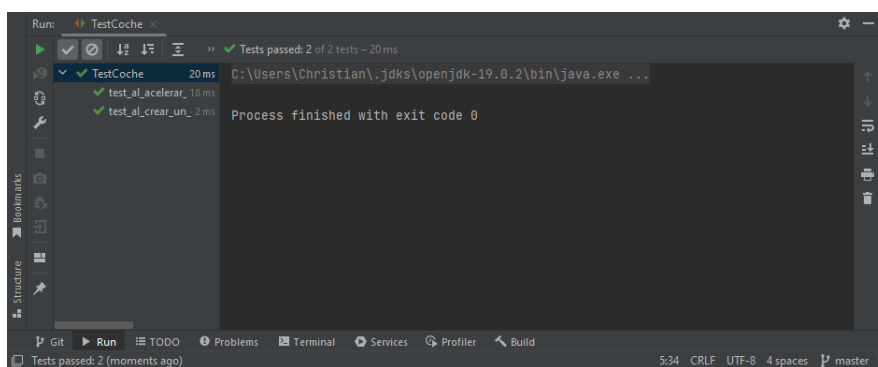 Run: TestCoche
Tests passed: 2 of 2 tests – 20 ms
TestCoche 20 ms
test_al_acelerar_ 18 ms
test_al_crear_un_ 2 ms
C:\Users\Christian\.jdks\openjdk-19.0.2\bin\java.exe ...
Process finished with exit code 0
Bookmarks
Structure
Git Run TODO Problems Terminal Services Profiler Build
Tests passed: 2 (moments ago) 5:34 CRLF UTF-8 4 spaces master